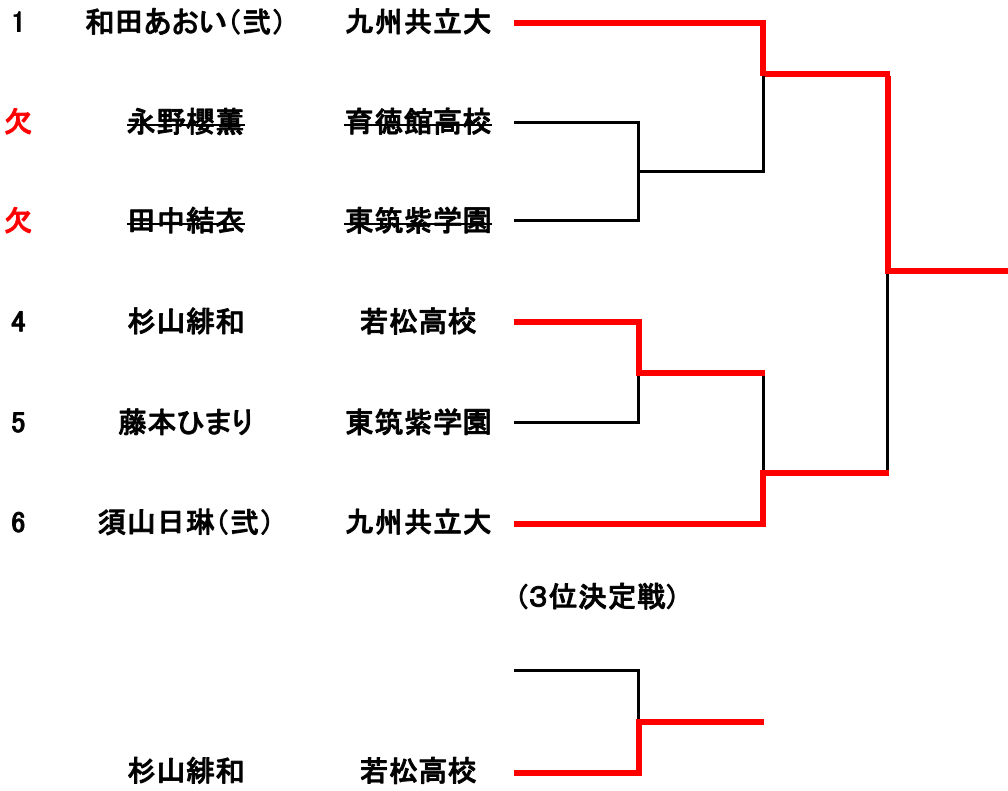 1 和田あおい(弐) 九州共立大
欠 永野櫻薫 育德館高校
欠 田中結衣 東筑紫学園
4 杉山緋和 若松高校
5 藤本ひまり 東筑紫学園
6 須山日琳(弐) 九州共立大
(3位決定戦)
杉山緋和 若松高校